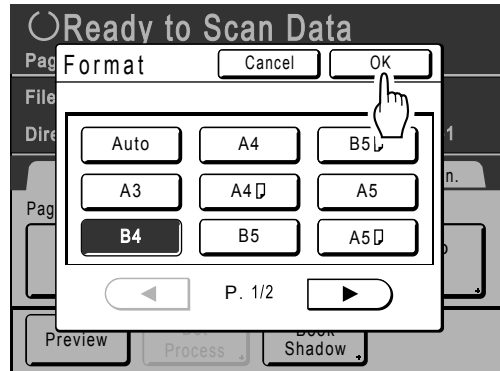 Ready to Scan Data
Pag
Format Cancel OK
File
Dire 1
Auto A4 B5
n.
A3 A4 A5
Pag
B4 B5 A5
P. 1/2
Preview
Process
Shadow